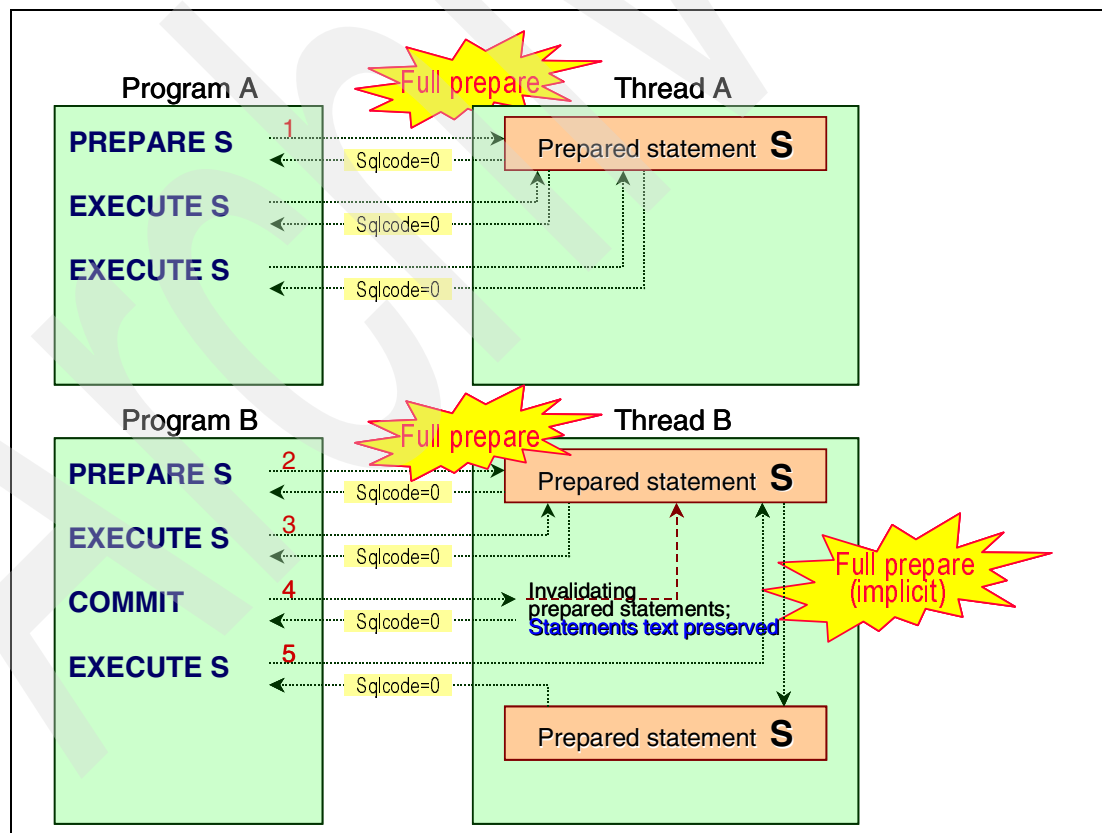 Program A
Full prepare
Thread A
PREPARE S
1
Sqlcode=0
Prepared statement S
EXECUTE S
Sqlcode=0
EXECUTE S
Sqlcode=0
Program B
Full prepare
Thread B
PREPARE S
2
Sqlcode=0
Prepared statement S
EXECUTE S
3
Sqlcode=0
COMMIT
4
Sqlcode=0
Invalidating
prepared statements;
Statements text preserved
Full prepare
(implicit)
EXECUTE S
5
Sqlcode=0
Prepared statement S